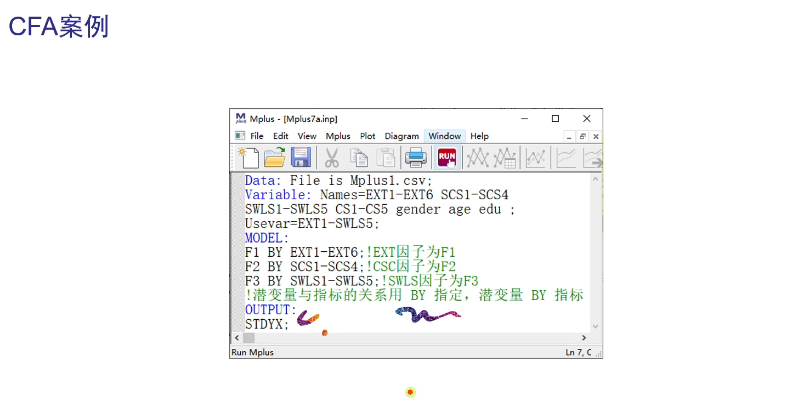 CFA案例
Mplus - [Mplus7a.inp]
File Edit View Mplus Plot Diagram Window Help
RUN
Data: File is Mplus1.csv;
Variable: Names=EXT1-EXT6 SCS1-SCS4
SWLS1-SWLS5 CS1-CS5 gender age edu ;
Usevar=EXT1-SWLS5;
MODEL:
F1 BY EXT1-EXT6;!EXT因子为F1
F2 BY SCS1-SCS4;!CSC因子为F2
F3 BY SWLS1-SWLS5;!SWLS因子为F3
!潜变量与指标的关系用 BY 指定，潜变量 BY 指标
OUTPUT:
STDYX;
Run Mplus
Ln 7, C